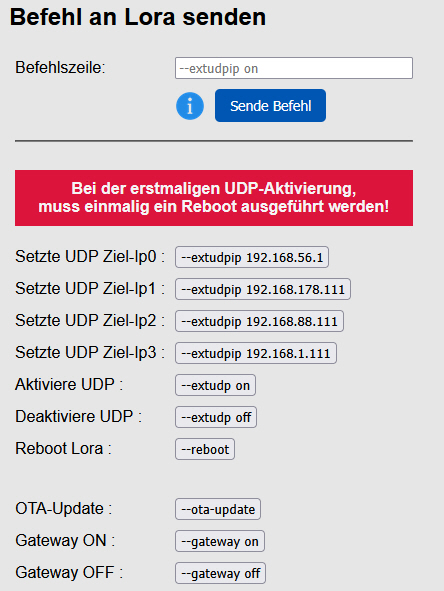 Befehl an Lora senden
Befehlszeile:
--extudpip on
i
Sende Befehl
Bei der erstmaligen UDP-Aktivierung,
muss einmalig ein Reboot ausgeführt werden!
Setzte UDP Ziel-Ip0 : --extudpip 192.168.56.1
Setzte UDP Ziel-Ip1 : --extudpip 192.168.178.111
Setzte UDP Ziel-Ip2 : --extudpip 192.168.88.111
Setzte UDP Ziel-Ip3 : --extudpip 192.168.1.111
Aktiviere UDP : --extudp on
Deaktiviere UDP : --extudp off
Reboot Lora : --reboot
OTA-Update : --ota-update
Gateway ON : --gateway on
Gateway OFF : --gateway off